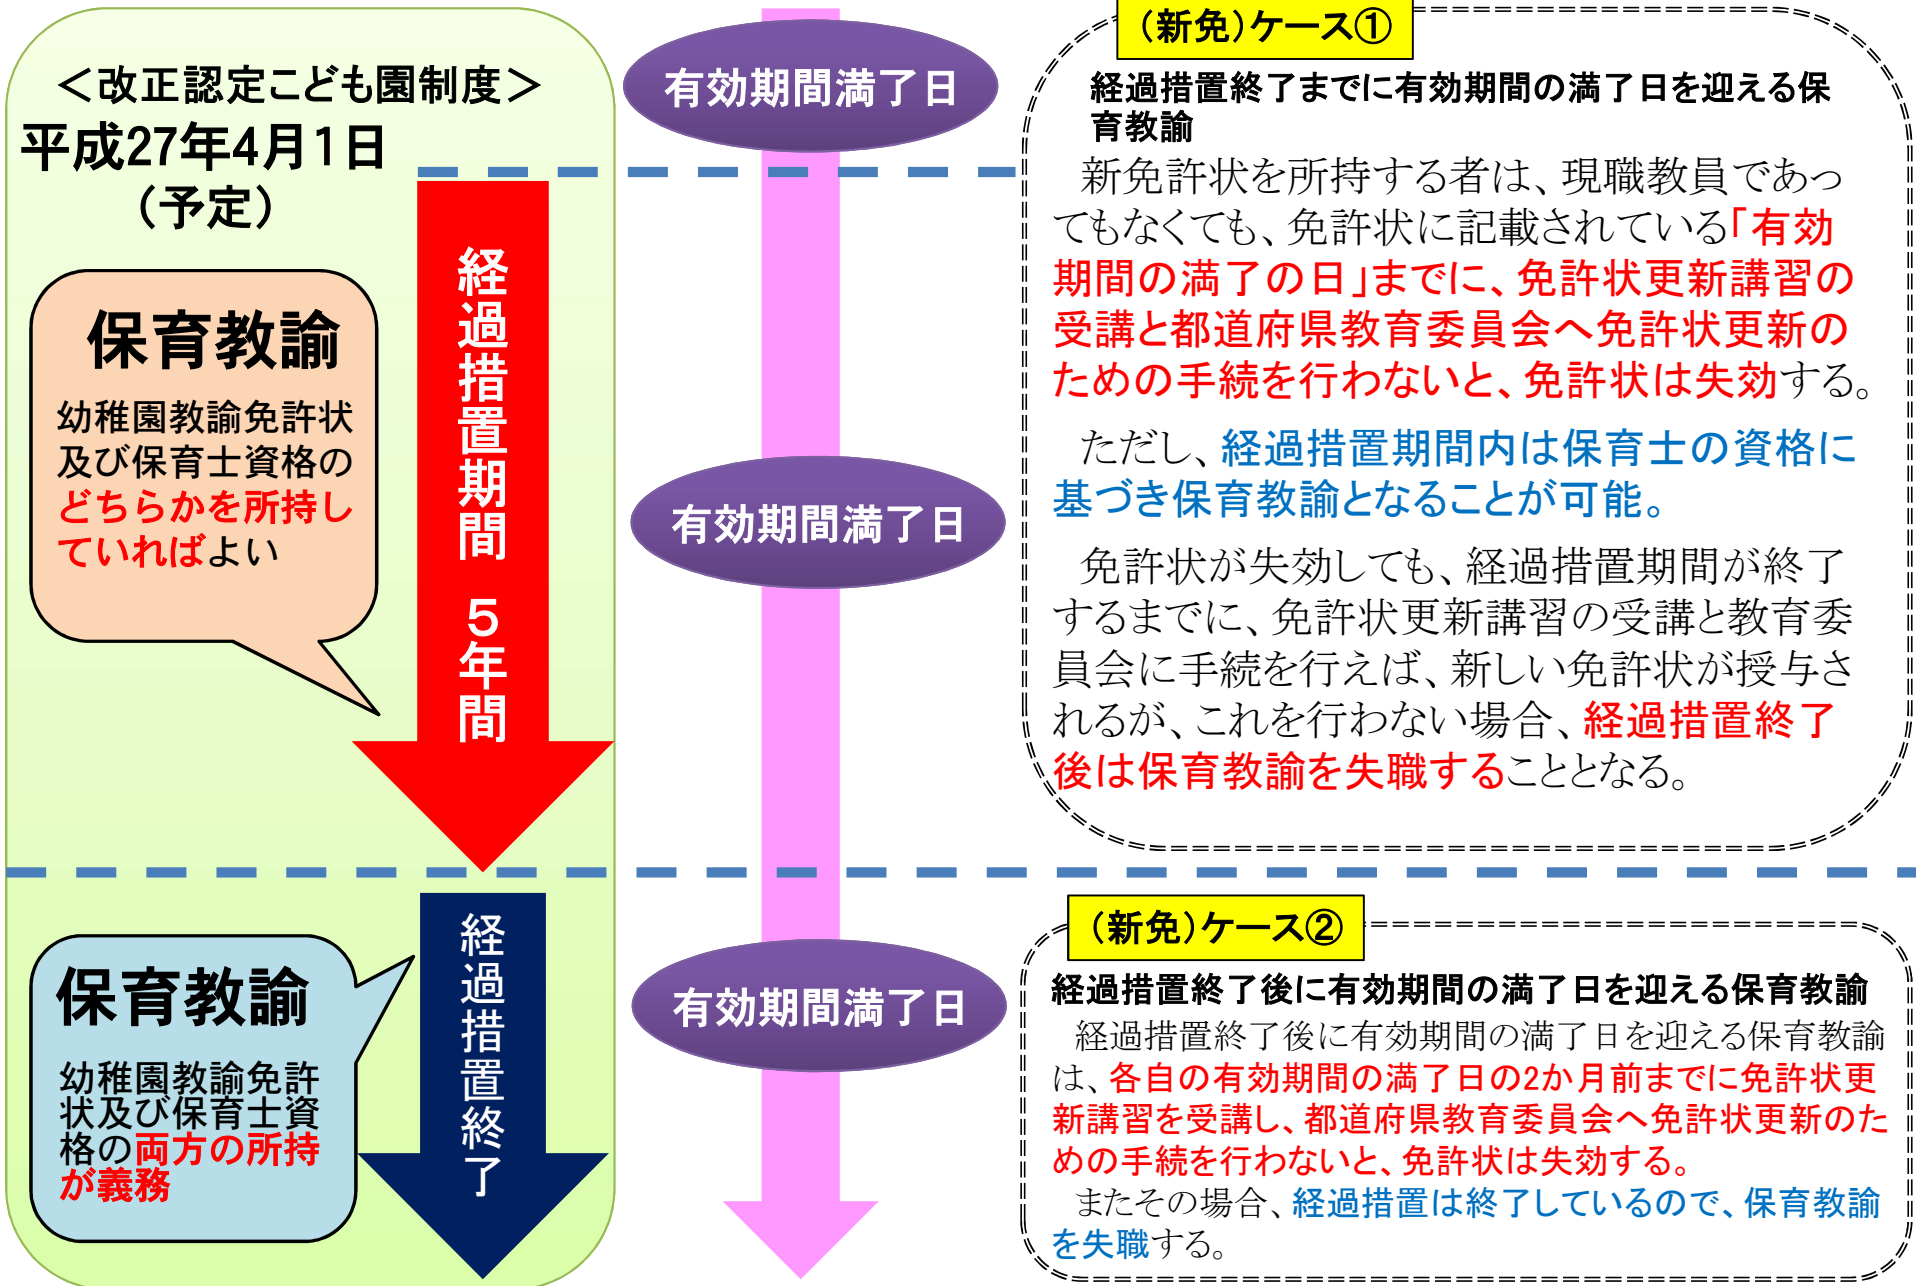 ＜改正認定こども園制度＞
平成27年4月1日
（予定）
保育教諭
幼稚園教諭免許状
及び保育士資格の
どちらかを所持し
ていればよい
経過措置期間　５年間
保育教諭
幼稚園教諭免許
状及び保育士資
格の両方の所持
が義務
経過措置終了
有効期間満了日
有効期間満了日
有効期間満了日
（新免）ケース①
経過措置終了までに有効期間の満了日を迎える保
育教諭
新免許状を所持する者は、現職教員であっ
てもなくても、免許状に記載されている「有効
期間の満了の日」までに、免許状更新講習の
受講と都道府県教育委員会へ免許状更新の
ための手続を行わないと、免許状は失効する。
ただし、経過措置期間内は保育士の資格に
基づき保育教諭となることが可能。
免許状が失効しても、経過措置期間が終了
するまでに、免許状更新講習の受講と教育委
員会に手続を行えば、新しい免許状が授与さ
れるが、これを行わない場合、経過措置終了
後は保育教諭を失職することとなる。
（新免）ケース②
経過措置終了後に有効期間の満了日を迎える保育教諭
経過措置終了後に有効期間の満了日を迎える保育教諭
は、各自の有効期間の満了日の2か月前までに免許状更
新講習を受講し、都道府県教育委員会へ免許状更新のた
めの手続を行わないと、免許状は失効する。
またその場合、経過措置は終了しているので、保育教諭
を失職する。